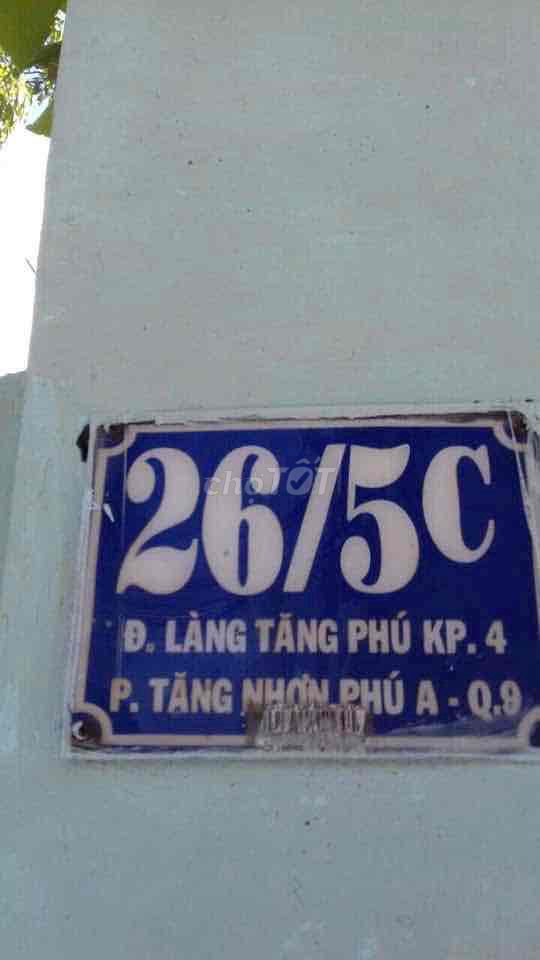 26/5C
chợTỐT
Đ. LÀNG TĂNG PHÚ KP. 4
P. TĂNG NHƠN PHÚ A - Q.9